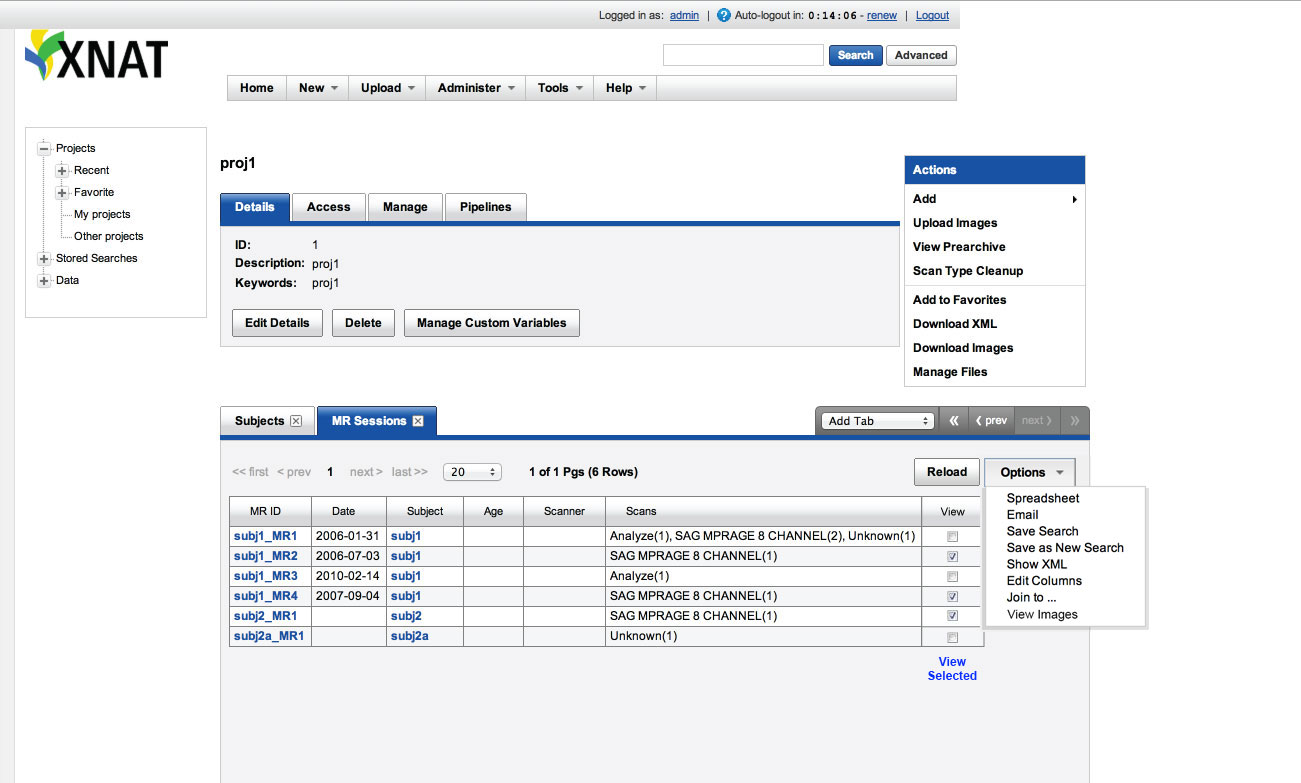 Logged in as: admin | ? Auto-logout in: 0:14:06 - renew | Logout
XNAT
Search Advanced
Home New Upload Administer Tools Help
Projects
Recent
Favorite
My projects
Other projects
Stored Searches
Data
proj1
Details Access Manage Pipelines
ID: 1
Description: proj1
Keywords: proj1
Edit Details Delete Manage Custom Variables
Actions
Add
Upload Images
View Prearchive
Scan Type Cleanup
Add to Favorites
Download XML
Download Images
Manage Files
Subjects MR Sessions Add Tab « ‹ prev next › »
<< first < prev 1 next > last >> 20 1 of 1 Pgs (6 Rows) Reload Options
MR ID Date Subject Age Scanner Scans View
subj1_MR1 2006-01-31 subj1 Analyze(1), SAG MPRAGE 8 CHANNEL(2), Unknown(1)
subj1_MR2 2006-07-03 subj1 SAG MPRAGE 8 CHANNEL(1)
subj1_MR3 2010-02-14 subj1 Analyze(1)
subj1_MR4 2007-09-04 subj1 SAG MPRAGE 8 CHANNEL(1)
subj2_MR1 subj2 SAG MPRAGE 8 CHANNEL(1)
subj2a_MR1 subj2a Unknown(1)
View
Selected
Spreadsheet
Email
Save Search
Save as New Search
Show XML
Edit Columns
Join to ...
View Images